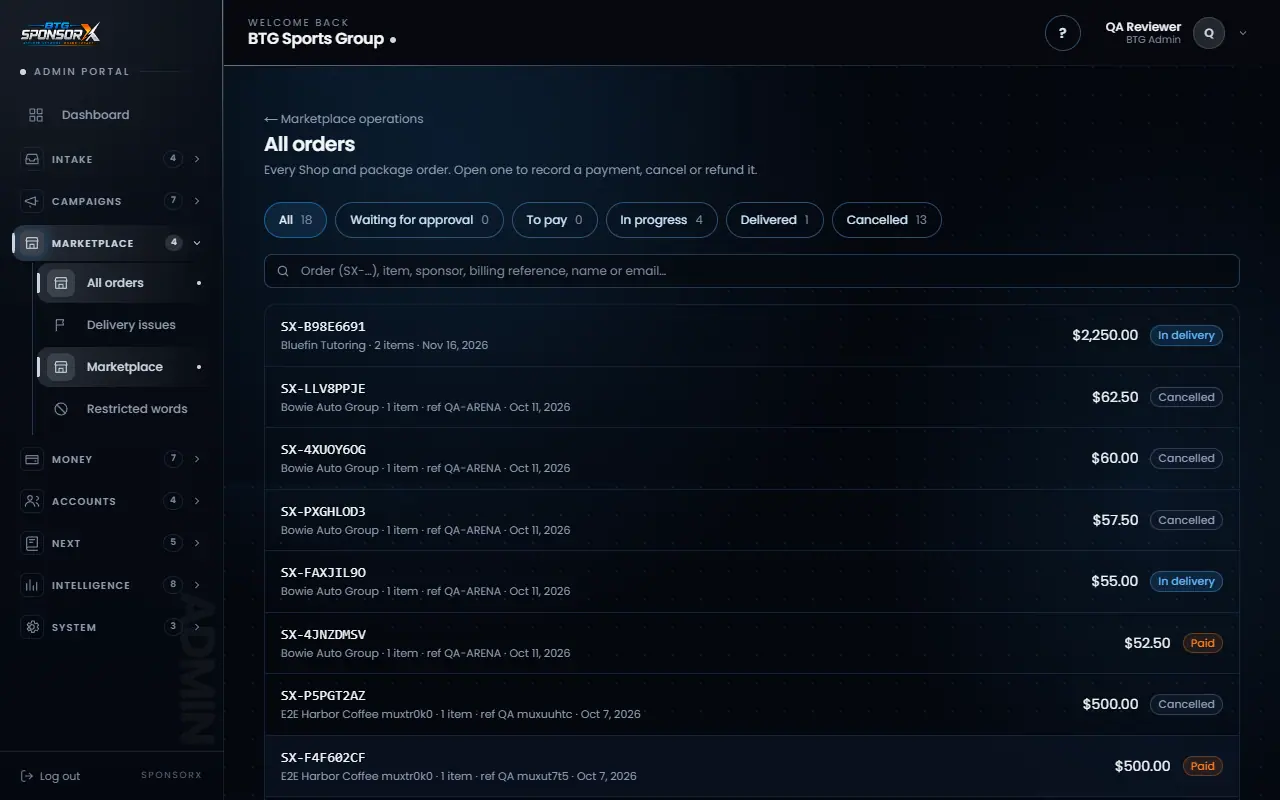 BTG
SPONSORX
ADMIN PORTAL
Dashboard
INTAKE 4
CAMPAIGNS 7
MARKETPLACE 4
All orders
Delivery issues
Marketplace
Restricted words
MONEY 7
ACCOUNTS 4
NEXT 5
INTELLIGENCE 8
SYSTEM 3
ADMIN
Log out SPONSORX
WELCOME BACK
BTG Sports Group
?
QA Reviewer
BTG Admin
Q
← Marketplace operations
All orders
Every Shop and package order. Open one to record a payment, cancel or refund it.
All 18 Waiting for approval 0 To pay 0 In progress 4 Delivered 1 Cancelled 13
Order (SX-…), item, sponsor, billing reference, name or email…
SX-B98E6691
Bluefin Tutoring · 2 items · Nov 16, 2026
$2,250.00 In delivery
SX-LLV8PPJE
Bowie Auto Group · 1 item · ref QA-ARENA · Oct 11, 2026
$62.50 Cancelled
SX-4XUOY6OG
Bowie Auto Group · 1 item · ref QA-ARENA · Oct 11, 2026
$60.00 Cancelled
SX-PXGHLOD3
Bowie Auto Group · 1 item · ref QA-ARENA · Oct 11, 2026
$57.50 Cancelled
SX-FAXJIL9O
Bowie Auto Group · 1 item · ref QA-ARENA · Oct 11, 2026
$55.00 In delivery
SX-4JNZDMSV
Bowie Auto Group · 1 item · ref QA-ARENA · Oct 11, 2026
$52.50 Paid
SX-P5PGT2AZ
E2E Harbor Coffee muxtr0k0 · 1 item · ref QA muxuuhtc · Oct 7, 2026
$500.00 Cancelled
SX-F4F602CF
E2E Harbor Coffee muxtr0k0 · 1 item · ref QA muxut7t5 · Oct 7, 2026
$500.00 Paid